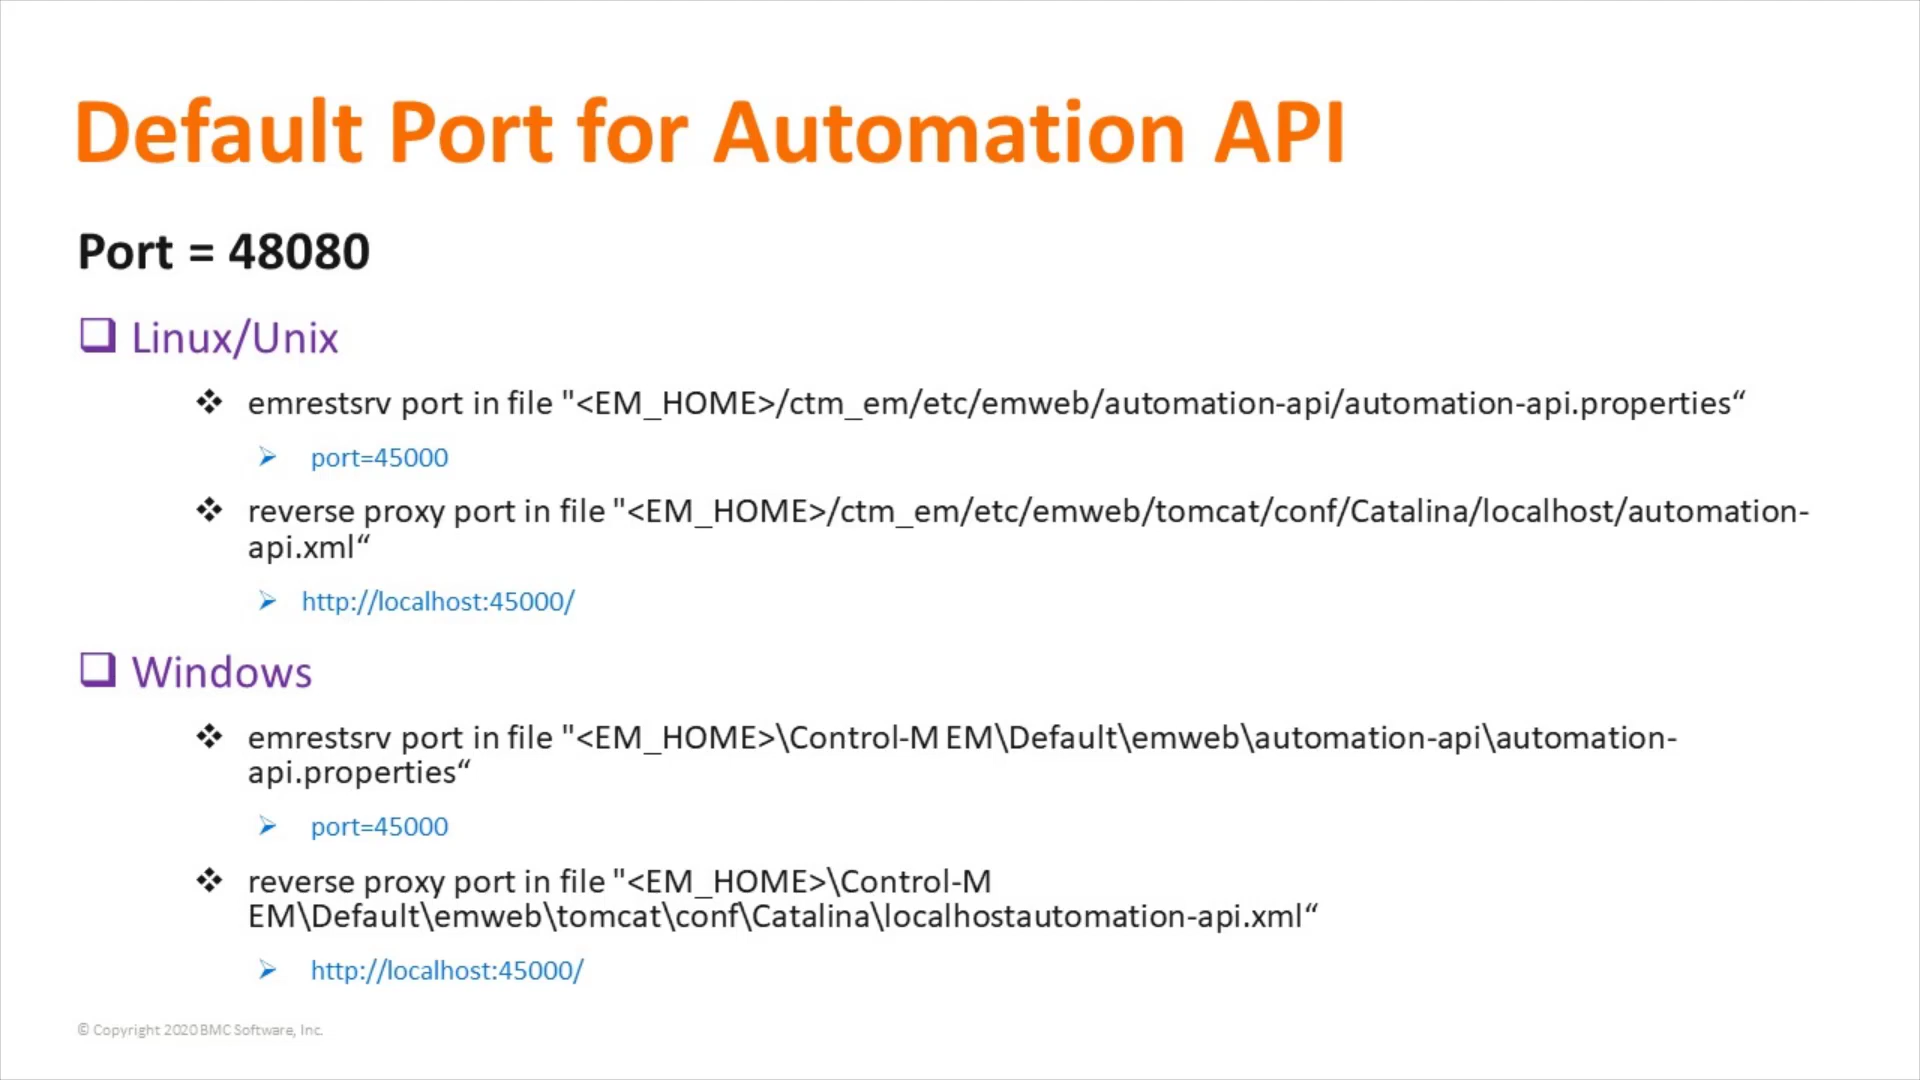 Default Port for Automation API
Port = 48080
Linux/Unix
emrestsrv port in file "<EM_HOME>/ctm_em/etc/emweb/automation-api/automation-api.properties“
port=45000
reverse proxy port in file "<EM_HOME>/ctm_em/etc/emweb/tomcat/conf/Catalina/localhost/automation-
api.xml“
http://localhost:45000/
Windows
emrestsrv port in file "<EM_HOME>\Control-M EM\Default\emweb\automation-api\automation-
api.properties“
port=45000
reverse proxy port in file "<EM_HOME>\Control-M
EM\Default\emweb\tomcat\conf\Catalina\localhostautomation-api.xml“
http://localhost:45000/
© Copyright 2020 BMC Software, Inc.